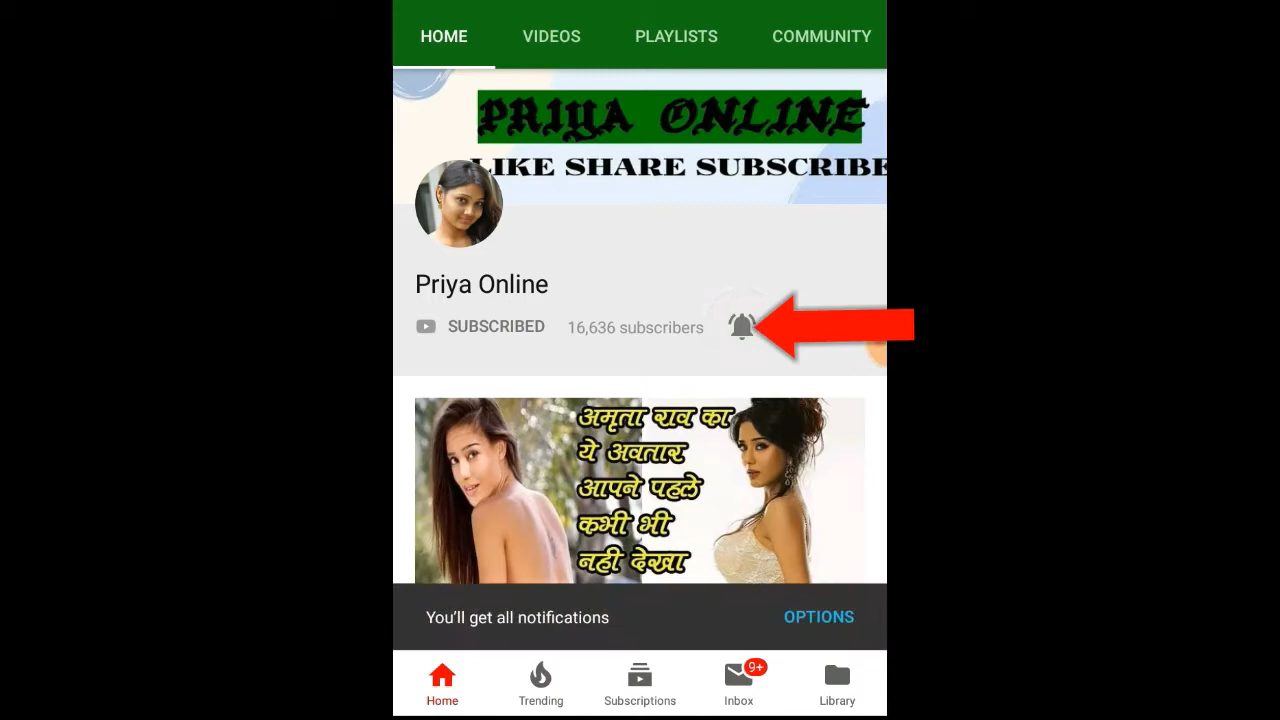 HOME VIDEOS PLAYLISTS COMMUNITY
PRIYA ONLINE
LIKE SHARE SUBSCRIBE
Priya Online
SUBSCRIBED 16,636 subscribers
अमृता राव का
ये अवतार
आपने पहले
कभी भी
नही देखा
You'll get all notifications OPTIONS
9+
Home Trending Subscriptions Inbox Library